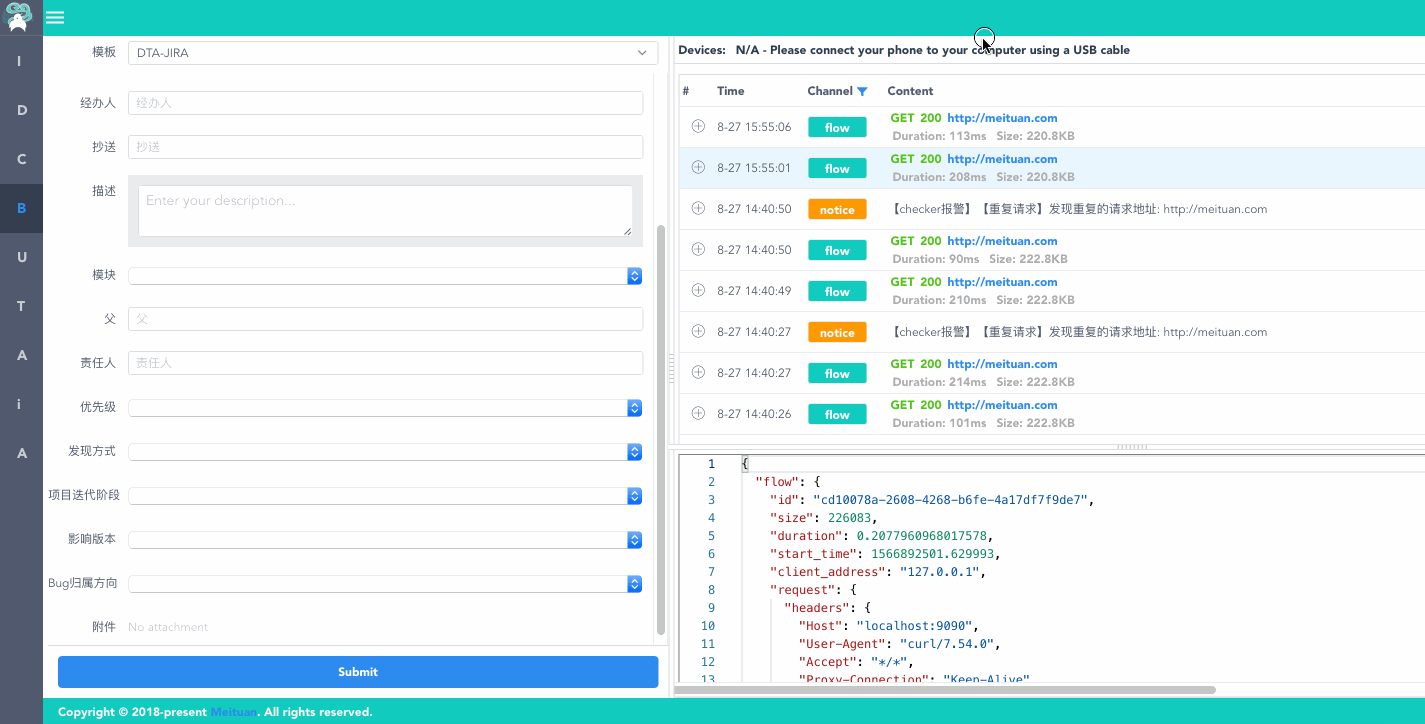 I
D
C
B
U
T
A
i
A
模板 DTA-JIRA
经办人 经办人
抄送 抄送
描述 Enter your description...
模块
父 父
责任人 责任人
优先级
发现方式
项目迭代阶段
影响版本
Bug归属方向
附件 No attachment
Submit
Devices: N/A - Please connect your phone to your computer using a USB cable
# Time Channel Content
8-27 15:55:06 flow GET 200 http://meituan.com
Duration: 113ms Size: 220.8KB
8-27 15:55:01 flow GET 200 http://meituan.com
Duration: 208ms Size: 220.8KB
8-27 14:40:50 notice 【checker报警】【重复请求】发现重复的请求地址: http://meituan.com
8-27 14:40:50 flow GET 200 http://meituan.com
Duration: 90ms Size: 222.8KB
8-27 14:40:49 flow GET 200 http://meituan.com
Duration: 210ms Size: 222.8KB
8-27 14:40:27 notice 【checker报警】【重复请求】发现重复的请求地址: http://meituan.com
8-27 14:40:27 flow GET 200 http://meituan.com
Duration: 214ms Size: 222.8KB
8-27 14:40:26 flow GET 200 http://meituan.com
Duration: 101ms Size: 222.8KB
1 {
2 "flow": {
3 "id": "cd10078a-2608-4268-b6fe-4a17df7f9de7",
4 "size": 226083,
5 "duration": 0.2077960968017578,
6 "start_time": 1566892501.629993,
7 "client_address": "127.0.0.1",
8 "request": {
9 "headers": {
10 "Host": "localhost:9090",
11 "User-Agent": "curl/7.54.0",
12 "Accept": "*/*",
13 "Proxy-Connection": "Keep-Alive"
Copyright © 2018-present Meituan. All rights reserved.